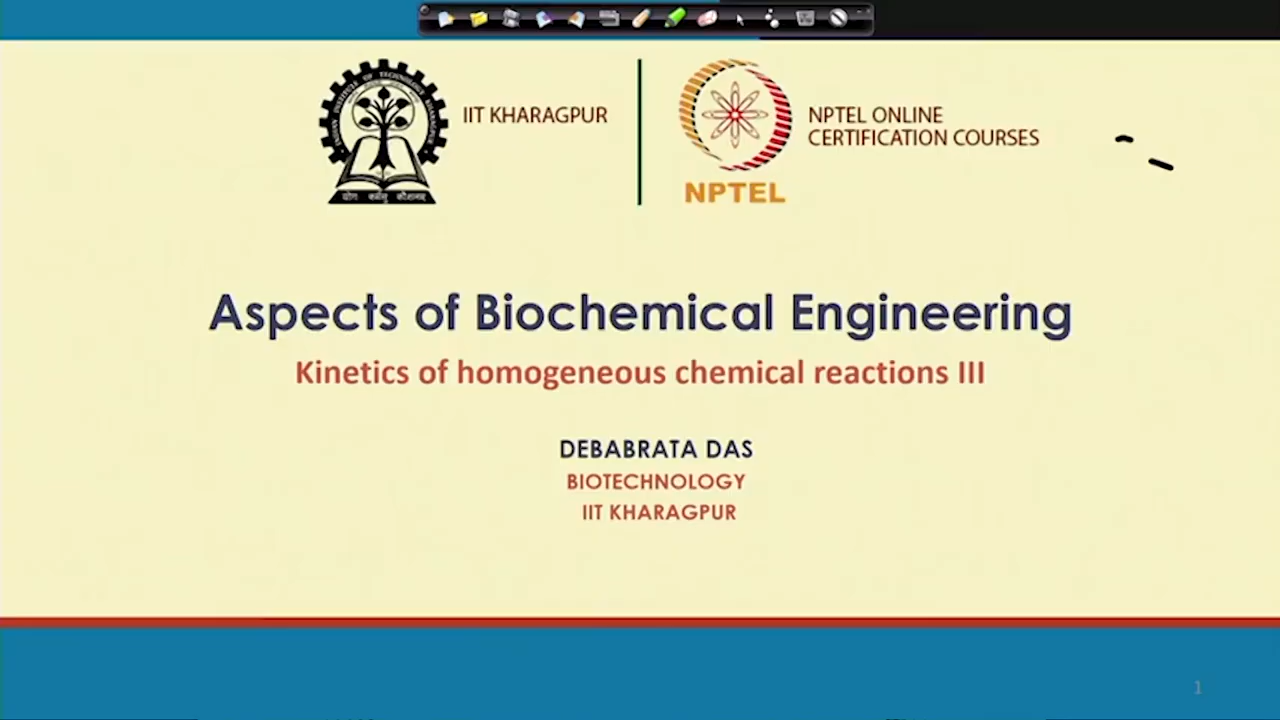 IIT KHARAGPUR
NPTEL ONLINE
CERTIFICATION COURSES
NPTEL
Aspects of Biochemical Engineering
Kinetics of homogeneous chemical reactions III
DEBABRATA DAS
BIOTECHNOLOGY
IIT KHARAGPUR
1